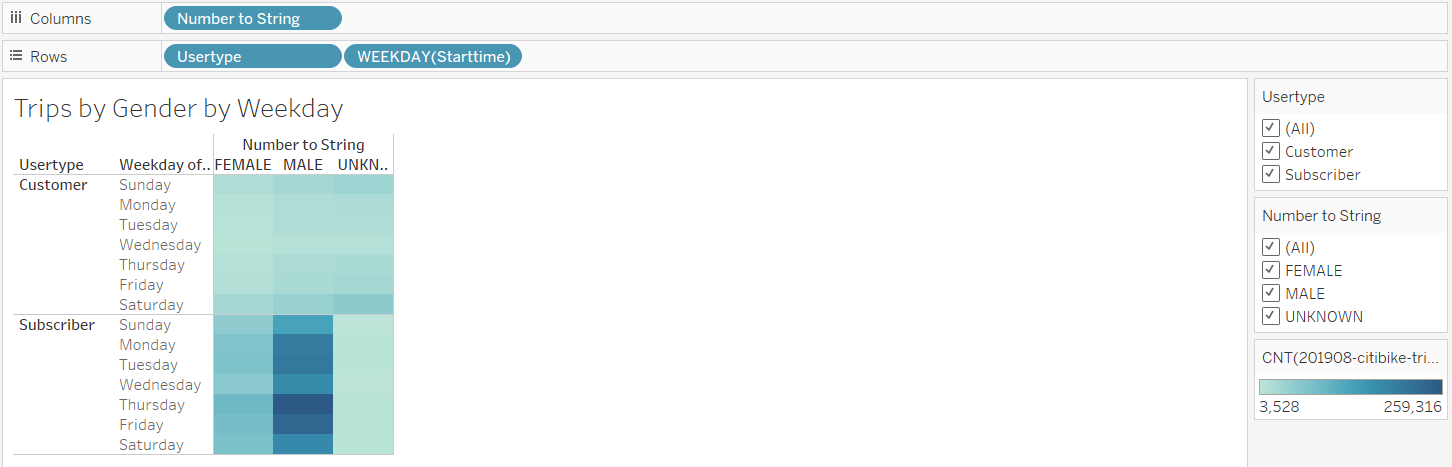 Columns Number to String
Rows Usertype WEEKDAY(Starttime)
Trips by Gender by Weekday
Number to String
Usertype Weekday of.. FEMALE MALE UNKN..
Customer Sunday
Monday
Tuesday
Wednesday
Thursday
Friday
Saturday
Subscriber Sunday
Monday
Tuesday
Wednesday
Thursday
Friday
Saturday
Usertype
(All)
Customer
Subscriber
Number to String
(All)
FEMALE
MALE
UNKNOWN
CNT(201908-citibike-tri...
3,528 259,316